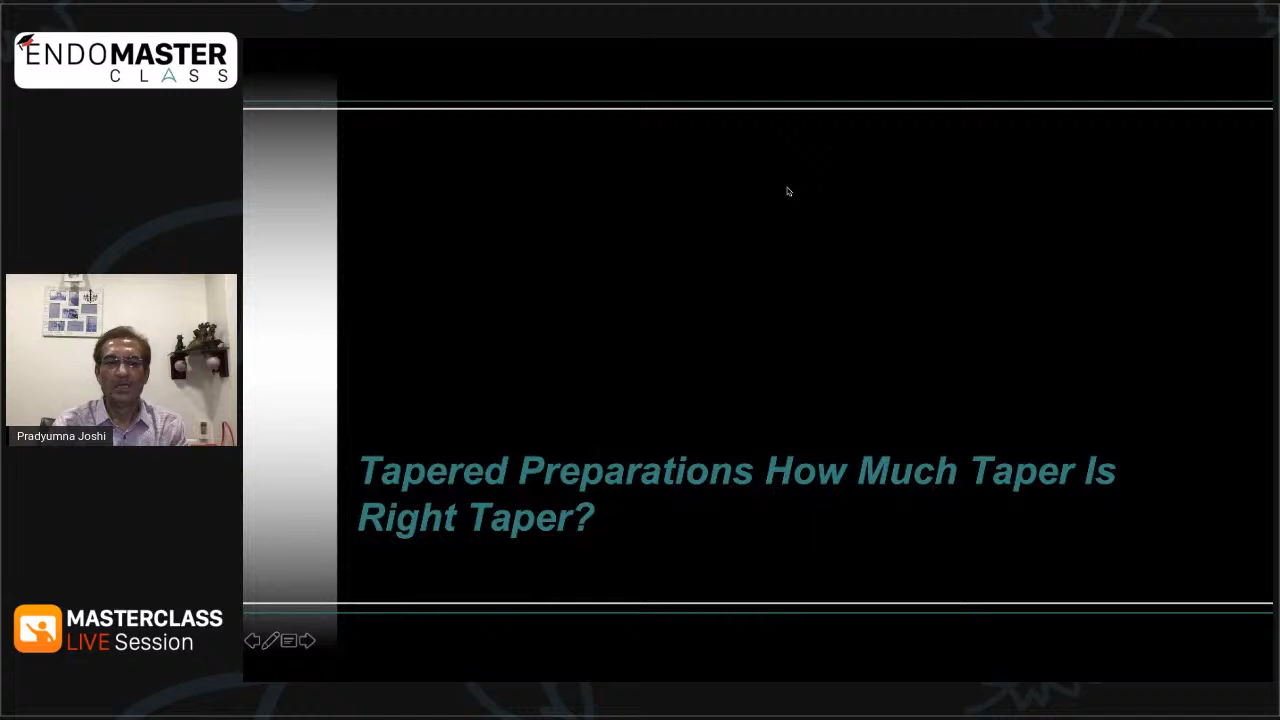 ENDOMASTER
CLASS
Pradyumna Joshi
Tapered Preparations How Much Taper Is
Right Taper?
MASTERCLASS
LIVE Session